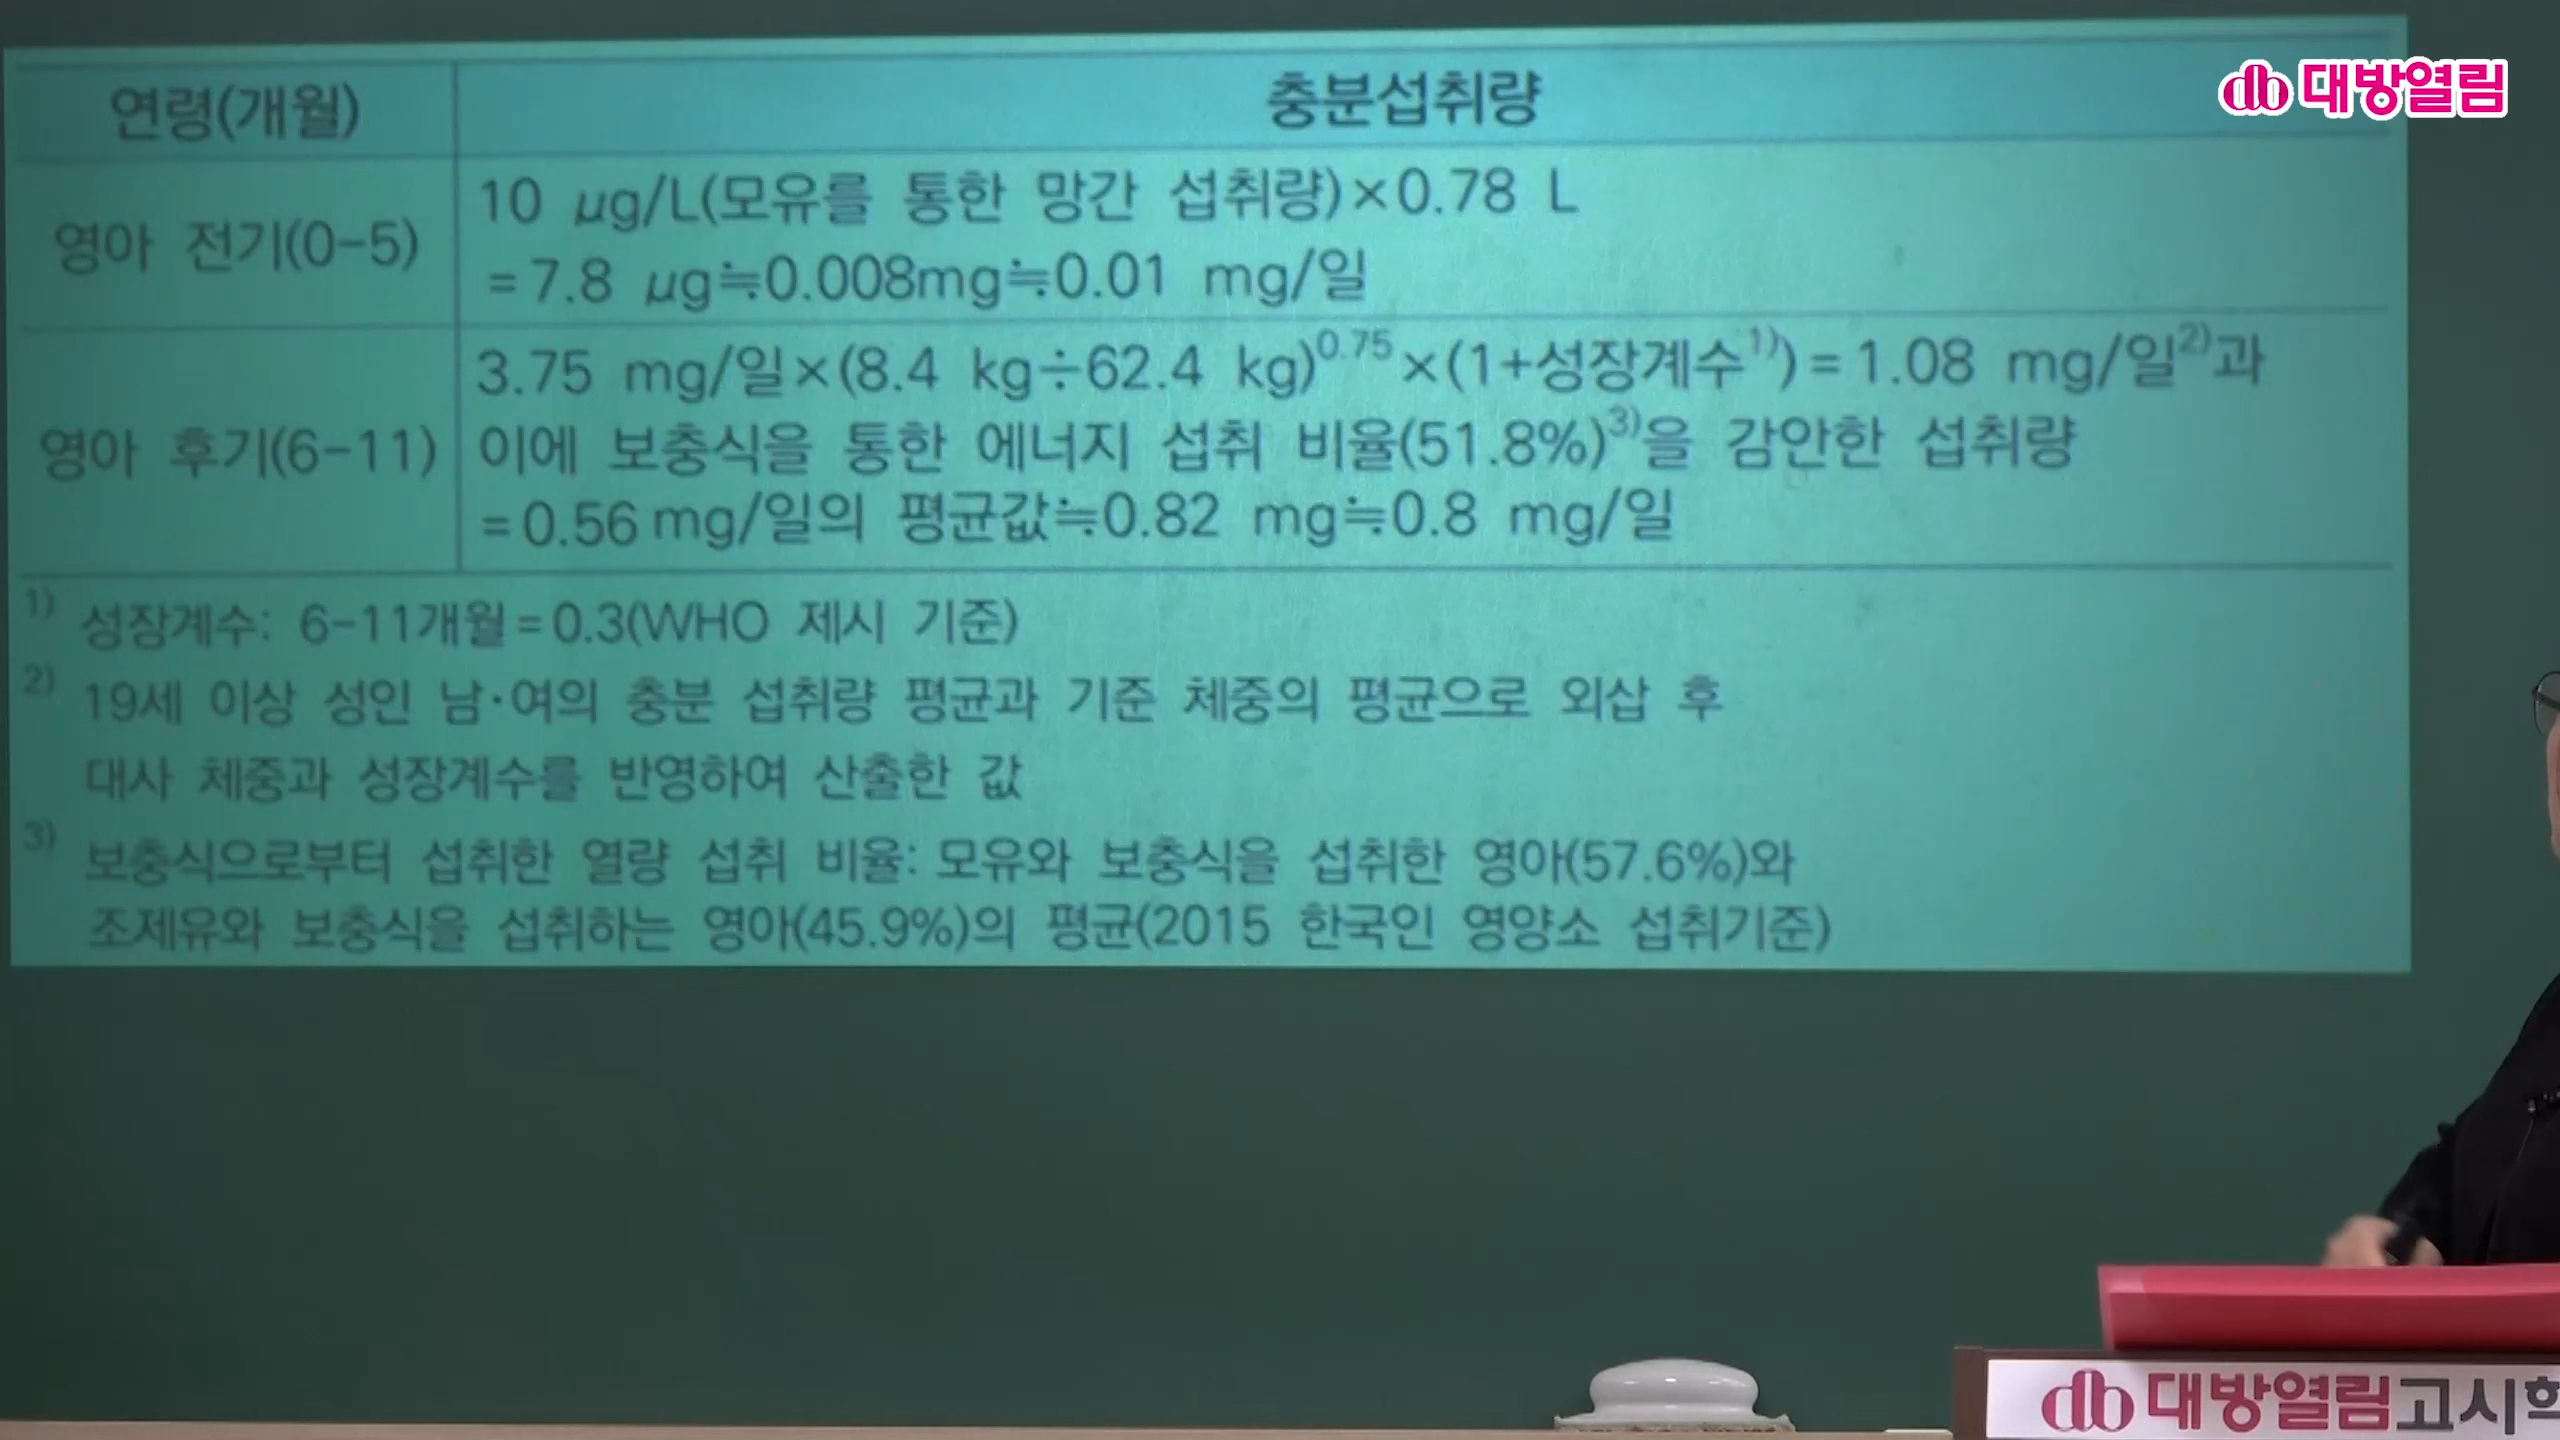 대방열림
연령(개월) 충분섭취량
영아 전기(0-5) 10 μg/L(모유를 통한 망간 섭취량)×0.78 L
=7.8 μg≒0.008mg≒0.01 mg/일
영아 후기(6-11) 3.75 mg/일×(8.4 kg÷62.4 kg)^0.75×(1+성장계수1))=1.08 mg/일2)과
이에 보충식을 통한 에너지 섭취 비율(51.8%)3)을 감안한 섭취량
=0.56mg/일의 평균값≒0.82 mg≒0.8 mg/일
1) 성장계수: 6-11개월=0.3(WHO 제시 기준)
2) 19세 이상 성인 남·여의 충분 섭취량 평균과 기준 체중의 평균으로 외삽 후
대사 체중과 성장계수를 반영하여 산출한 값
3) 보충식으로부터 섭취한 열량 섭취 비율: 모유와 보충식을 섭취한 영아(57.6%)와
조제유와 보충식을 섭취하는 영아(45.9%)의 평균(2015 한국인 영양소 섭취기준)
대방열림고시